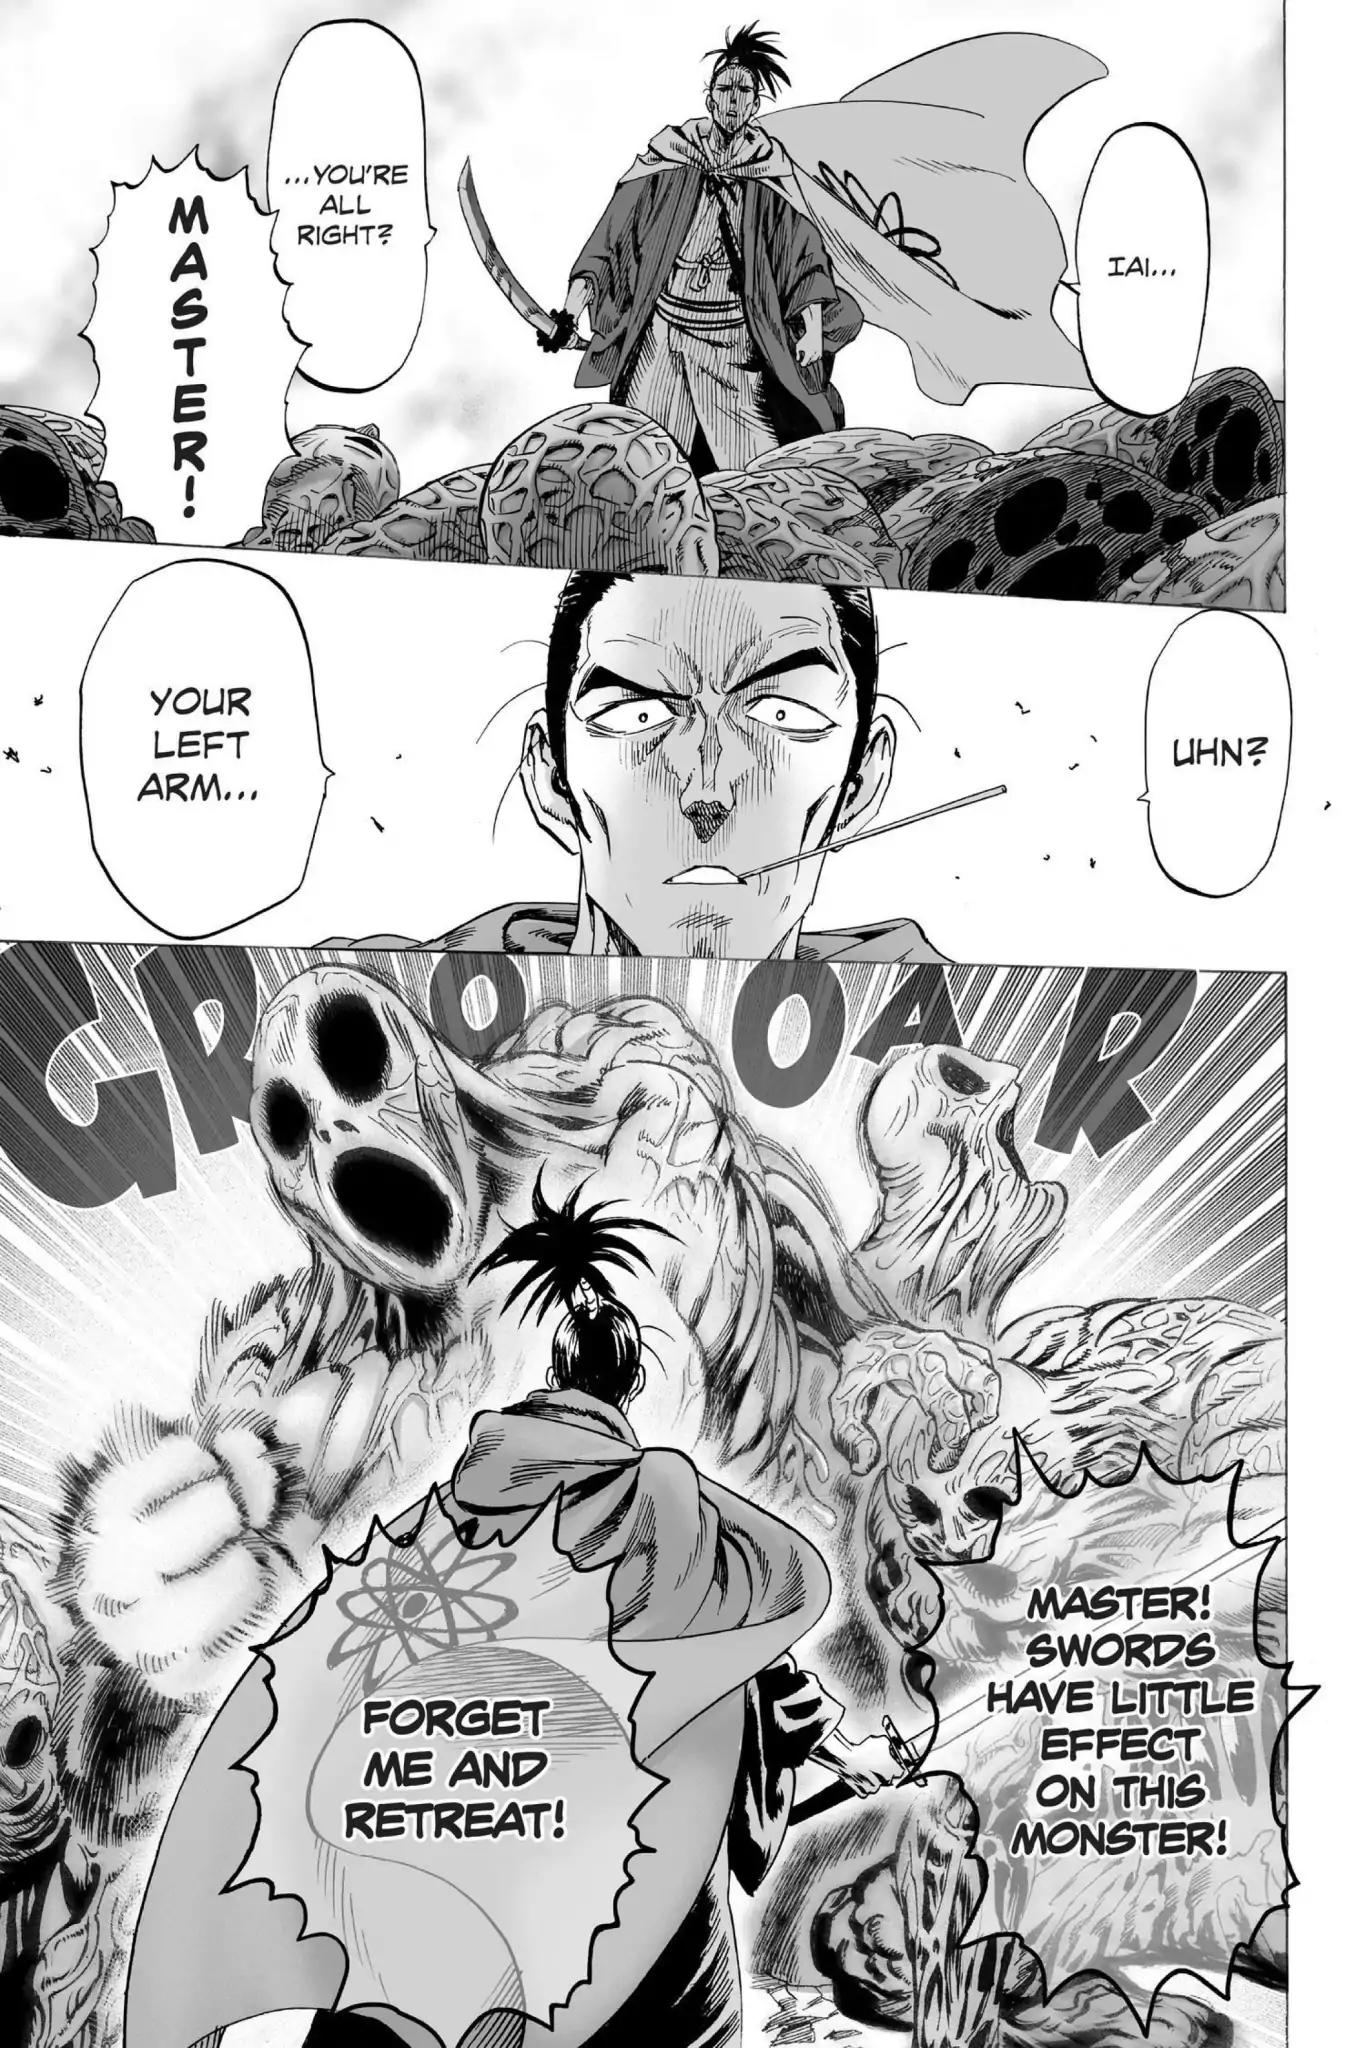 IAI...
...YOU'RE
ALL
RIGHT?
MASTER!
UHN?
YOUR
LEFT
ARM...
GROOOAR
MASTER!
SWORDS
HAVE LITTLE
EFFECT
ON THIS
MONSTER!
FORGET
ME AND
RETREAT!